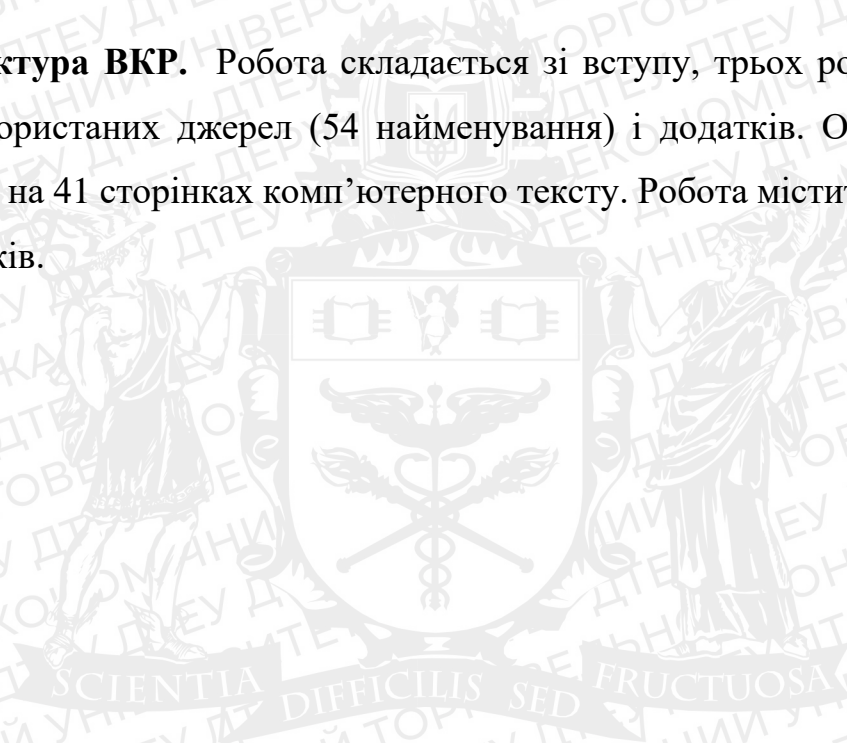 ктура ВКР. Робота складається зі вступу, трьох ро
ористаних джерел (54 найменування) і додатків. О
на 41 сторінках комп’ютерного тексту. Робота містит
ків.
SCIENTIA DIFFICILIS SED FRUCTUOSA